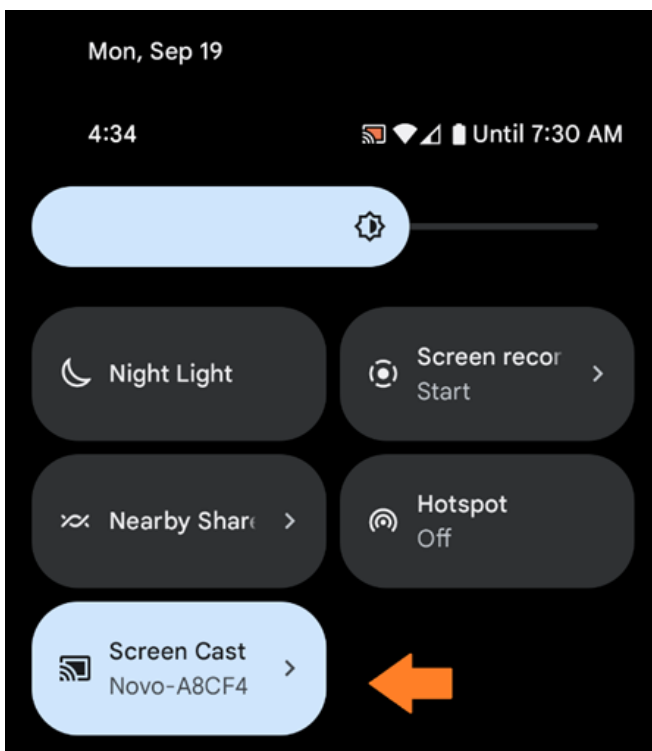 Mon, Sep 19
4:34
Until 7:30 AM
Night Light
Screen recor
Start
Nearby Share
Hotspot
Off
Screen Cast
Novo-A8CF4